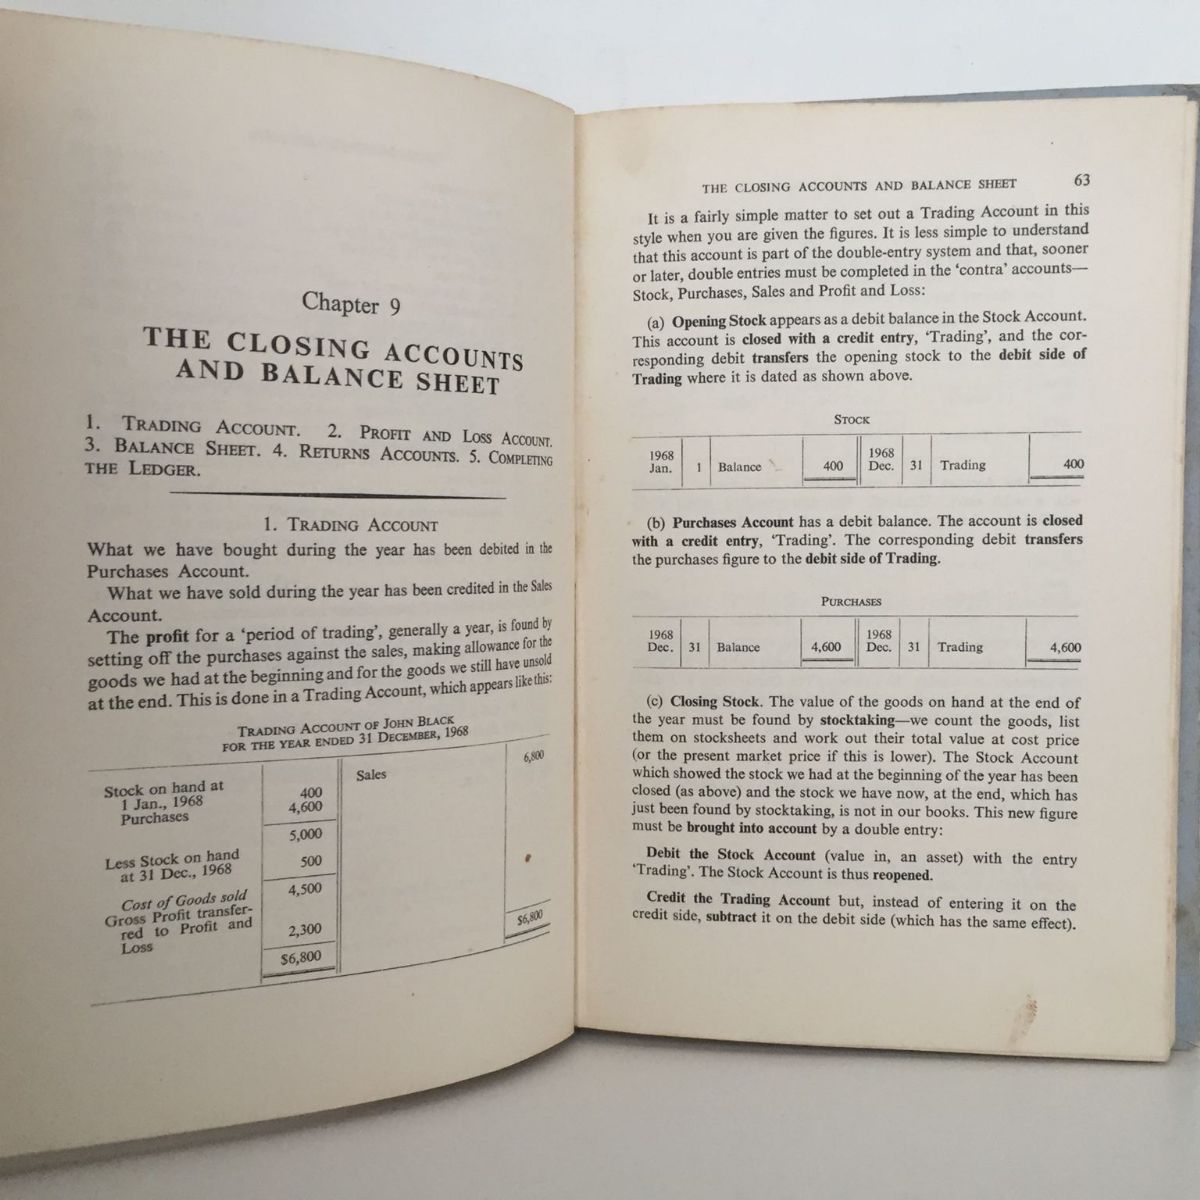 Chapter 9
THE CLOSING ACCOUNTS
AND BALANCE SHEET
1. TRADING ACCOUNT. 2. PROFIT AND LOSS ACCOUNT.
3. BALANCE SHEET. 4. RETURNS ACCOUNTS. 5. COMPLETING
THE LEDGER.
1. TRADING ACCOUNT
What we have bought during the year has been debited in the
Purchases Account.
What we have sold during the year has been credited in the Sales
Account.
The profit for a ‘period of trading’, generally a year, is found by
setting off the purchases against the sales, making allowance for the
goods we had at the beginning and for the goods we still have unsold
at the end. This is done in a Trading Account, which appears like this:
TRADING ACCOUNT OF JOHN BLACK
FOR THE YEAR ENDED 31 DECEMBER, 1968
Stock on hand at
1 Jan., 1968 400 Sales 6,800
Purchases 4,600
5,000
Less Stock on hand
at 31 Dec., 1968 500
Cost of Goods sold 4,500
Gross Profit transfer-
red to Profit and
Loss 2,300
$6,800 $6,800
THE CLOSING ACCOUNTS AND BALANCE SHEET 63
It is a fairly simple matter to set out a Trading Account in this
style when you are given the figures. It is less simple to understand
that this account is part of the double-entry system and that, sooner
or later, double entries must be completed in the ‘contra’ accounts—
Stock, Purchases, Sales and Profit and Loss:
(a) Opening Stock appears as a debit balance in the Stock Account.
This account is closed with a credit entry, ‘Trading’, and the cor-
responding debit transfers the opening stock to the debit side of
Trading where it is dated as shown above.
STOCK
1968 1968
Jan. 1 Balance 400 Dec. 31 Trading 400
(b) Purchases Account has a debit balance. The account is closed
with a credit entry, ‘Trading’. The corresponding debit transfers
the purchases figure to the debit side of Trading.
PURCHASES
1968 1968
Dec. 31 Balance 4,600 Dec. 31 Trading 4,600
(c) Closing Stock. The value of the goods on hand at the end of
the year must be found by stocktaking—we count the goods, list
them on stocksheets and work out their total value at cost price
(or the present market price if this is lower). The Stock Account
which showed the stock we had at the beginning of the year has been
closed (as above) and the stock we have now, at the end, which has
just been found by stocktaking, is not in our books. This new figure
must be brought into account by a double entry:
Debit the Stock Account (value in, an asset) with the entry
‘Trading’. The Stock Account is thus reopened.
Credit the Trading Account but, instead of entering it on the
credit side, subtract it on the debit side (which has the same effect).